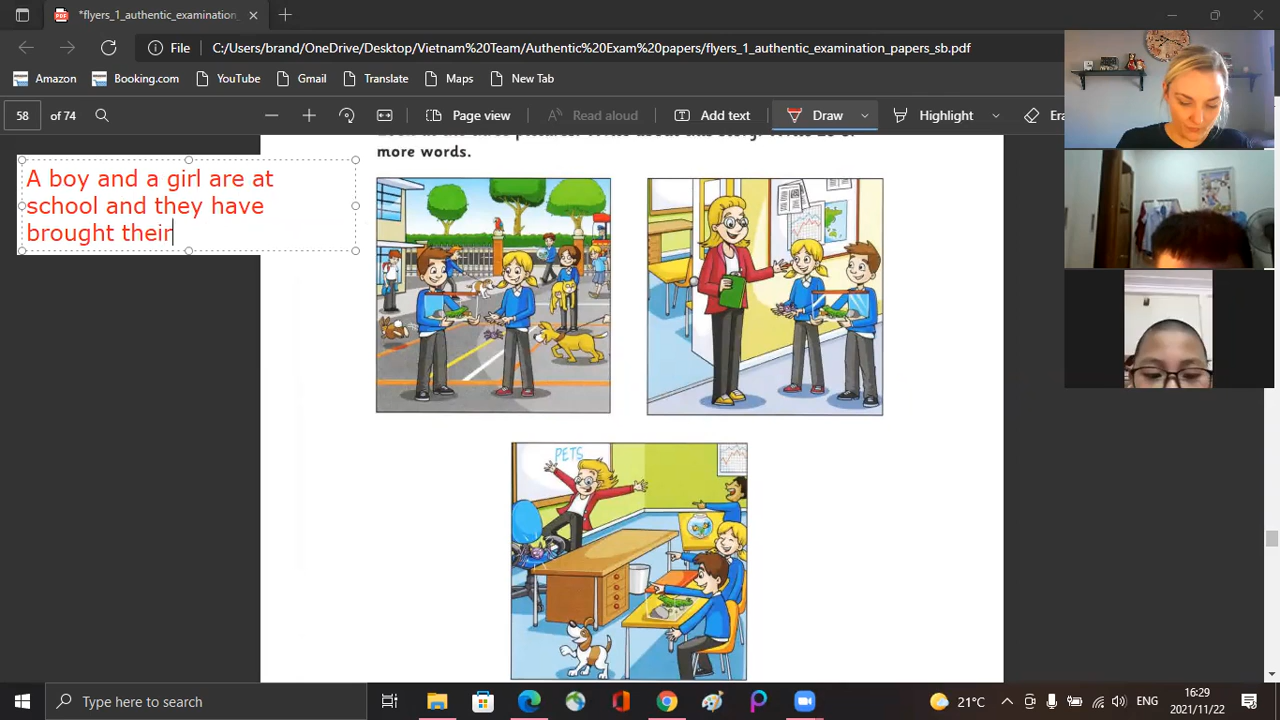 *flyers_1_authentic_examination_
File
C:/Users/brand/OneDrive/Desktop/Vietnam%20Team/Authentic%20Exam%20papers/flyers_1_authentic_examination_papers_sb.pdf
Amazon
Booking.com
YouTube
Gmail
Translate
Maps
New Tab
58 of 74
Page view
Read aloud
Add text
Draw
Highlight
Era
more words.
A boy and a girl are at
school and they have
brought their
PETS
Type here to search
21°C
ENG
16:29
2021/11/22